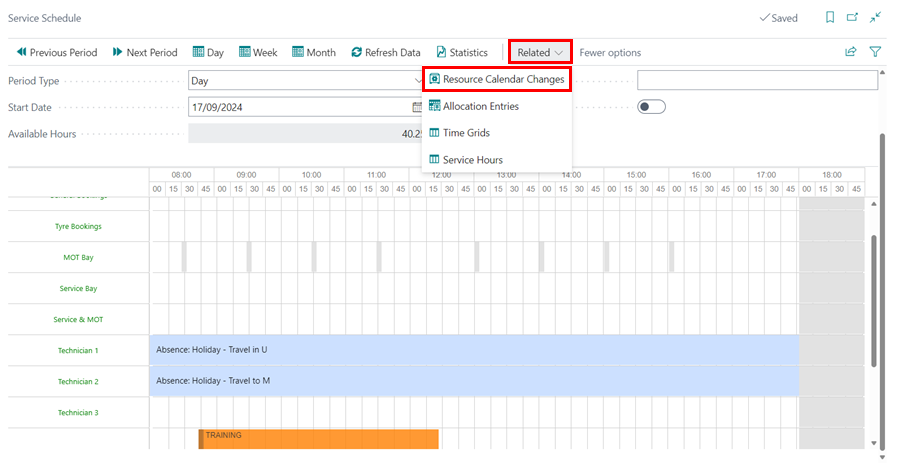 Service Schedule
Saved
Previous Period Next Period Day Week Month Refresh Data Statistics Related Fewer options
Period Type Day
Resource Calendar Changes
Start Date 17/09/2024
Allocation Entries
Available Hours
Time Grids
Service Hours
08:00 09:00 10:00 11:00 12:00 13:00 14:00 15:00 16:00 17:00 18:00
00 15 30 45 00 15 30 45 00 15 30 45 00 15 30 45 00 15 30 45 00 15 30 45 00 15 30 45 00 15 30 45 00 15 30 45 00 15 30 45 00 15 30 45
Tyre Bookings
MOT Bay
Service Bay
Service & MOT
Technician 1 Absence: Holiday - Travel in U
Technician 2 Absence: Holiday - Travel to M
Technician 3
TRAINING